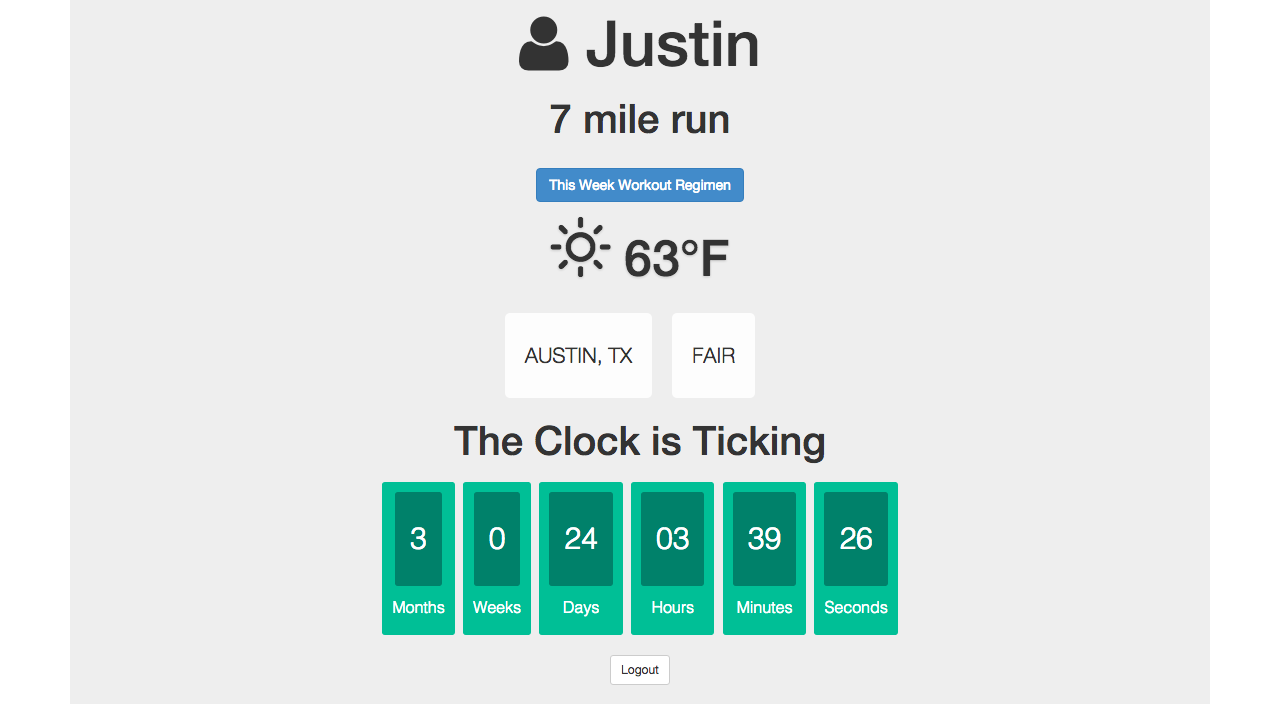 Justin
7 mile run
This Week Workout Regimen
63°F
AUSTIN, TX
FAIR
The Clock is Ticking
3 0 24 03 39 26
Months Weeks Days Hours Minutes Seconds
Logout